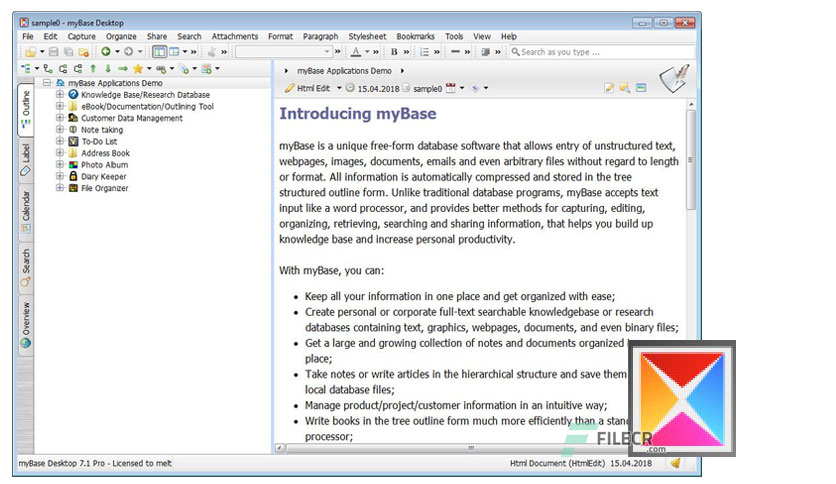 sample0 - myBase Desktop
File Edit Capture Organize Share Search Attachments Format Paragraph Stylesheet Bookmarks Tools View Help
A B Search as you type ...
myBase Applications Demo
Html Edit 15.04.2018 sample0
Outline
Label
Calendar
Search
Overview
myBase Applications Demo
Knowledge Base/Research Database
eBook/Documentation/Outlining Tool
Customer Data Management
Note taking
To-Do List
Address Book
Photo Album
Diary Keeper
File Organizer
Introducing myBase
myBase is a unique free-form database software that allows entry of unstructured text,
webpages, images, documents, emails and even arbitrary files without regard to length
or format. All information is automatically compressed and stored in the tree
structured outline form. Unlike traditional database programs, myBase accepts text
input like a word processor, and provides better methods for capturing, editing,
organizing, retrieving, searching and sharing information, that helps you build up
knowledge base and increase personal productivity.
With myBase, you can:
• Keep all your information in one place and get organized with ease;
• Create personal or corporate full-text searchable knowledgebase or research
databases containing text, graphics, webpages, documents, and even binary files;
• Get a large and growing collection of notes and documents organized
place;
• Take notes or write articles in the hierarchical structure and save them
local database files;
• Manage product/project/customer information in an intuitive way;
• Write books in the tree outline form much more efficiently than a
processor;
FILECR
.com
myBase Desktop 7.1 Pro - Licensed to melt
Html Document (HtmlEdit) 15.04.2018